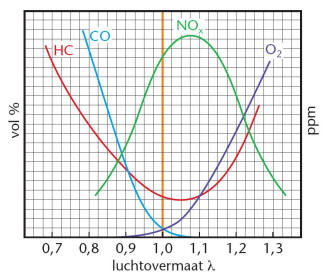 HC
CO
NOx
O2
vol %
ppm
0,7 0,8 0,9 1,0 1,1 1,2 1,3
luchtovermaat λ